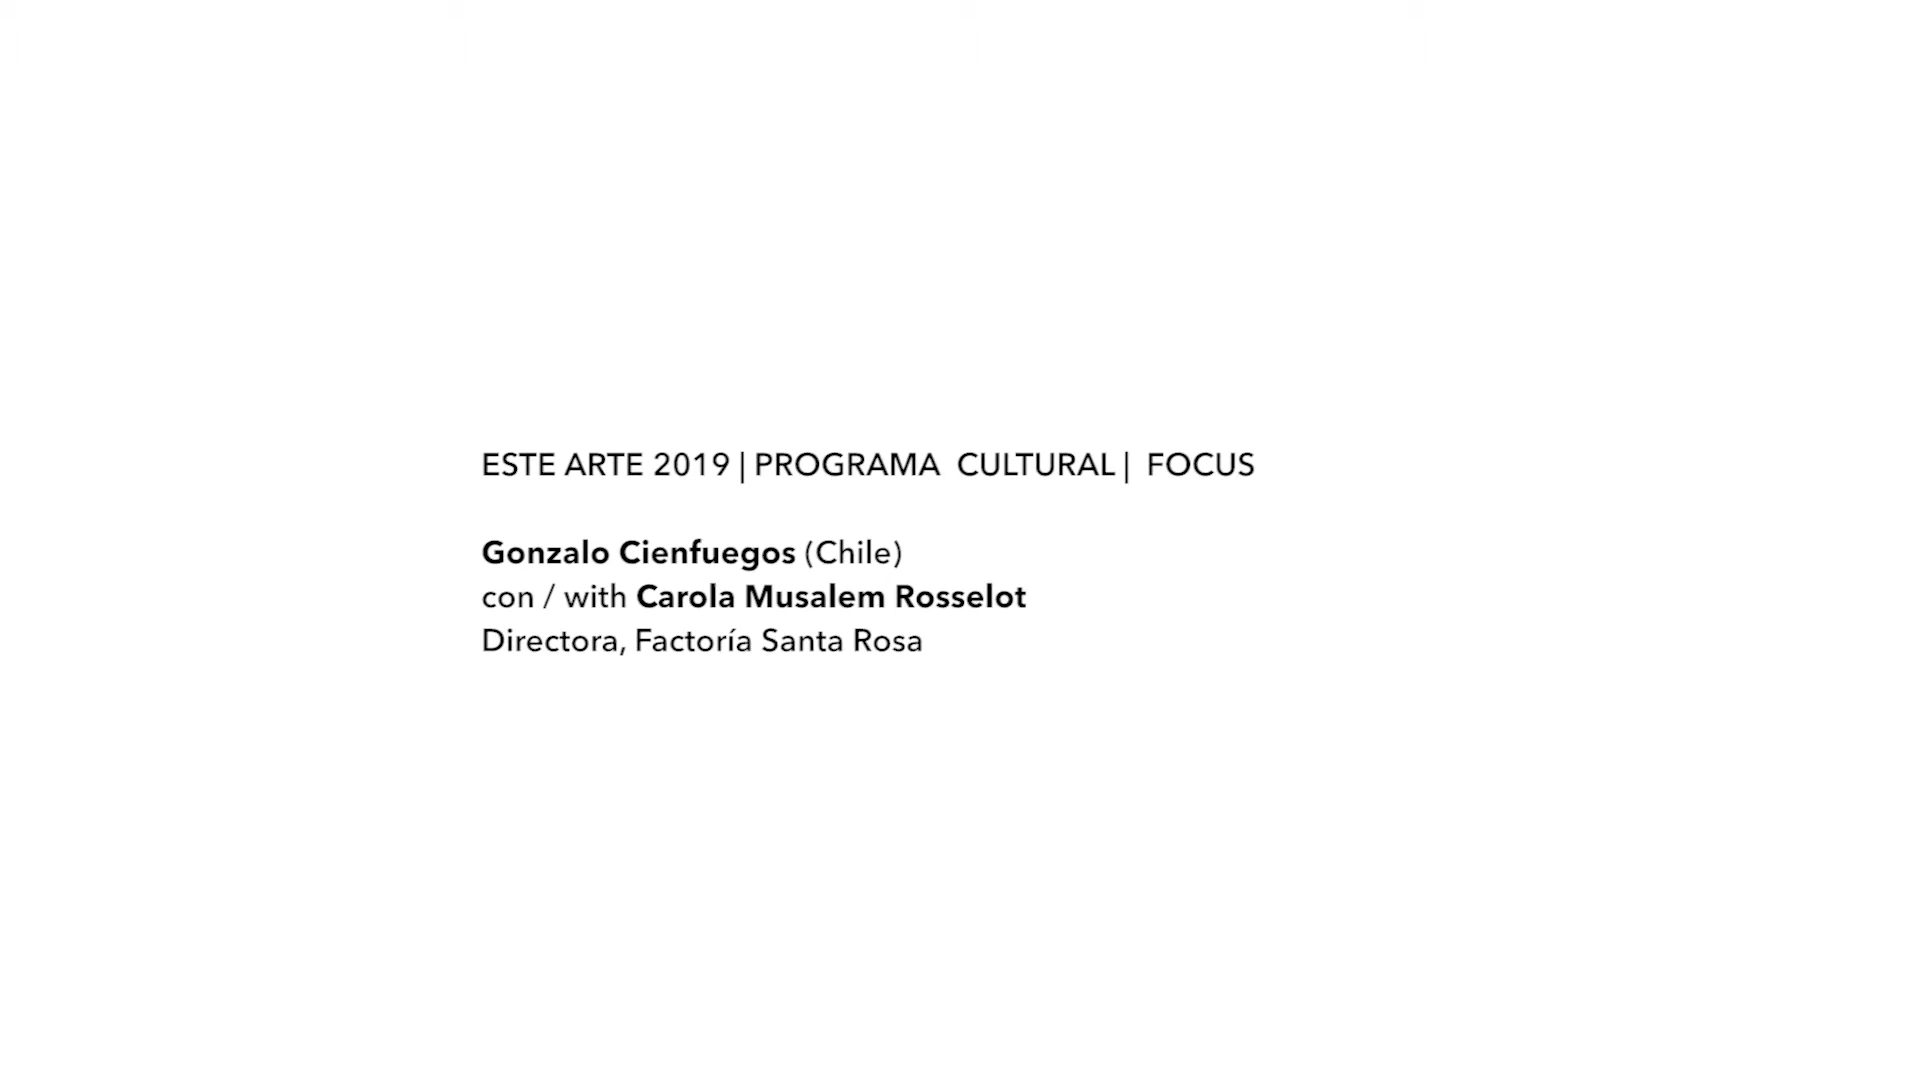 ESTE ARTE 2019 | PROGRAMA CULTURAL | FOCUS
Gonzalo Cienfuegos (Chile)
con / with Carola Musalem Rosselot
Directora, Factoría Santa Rosa